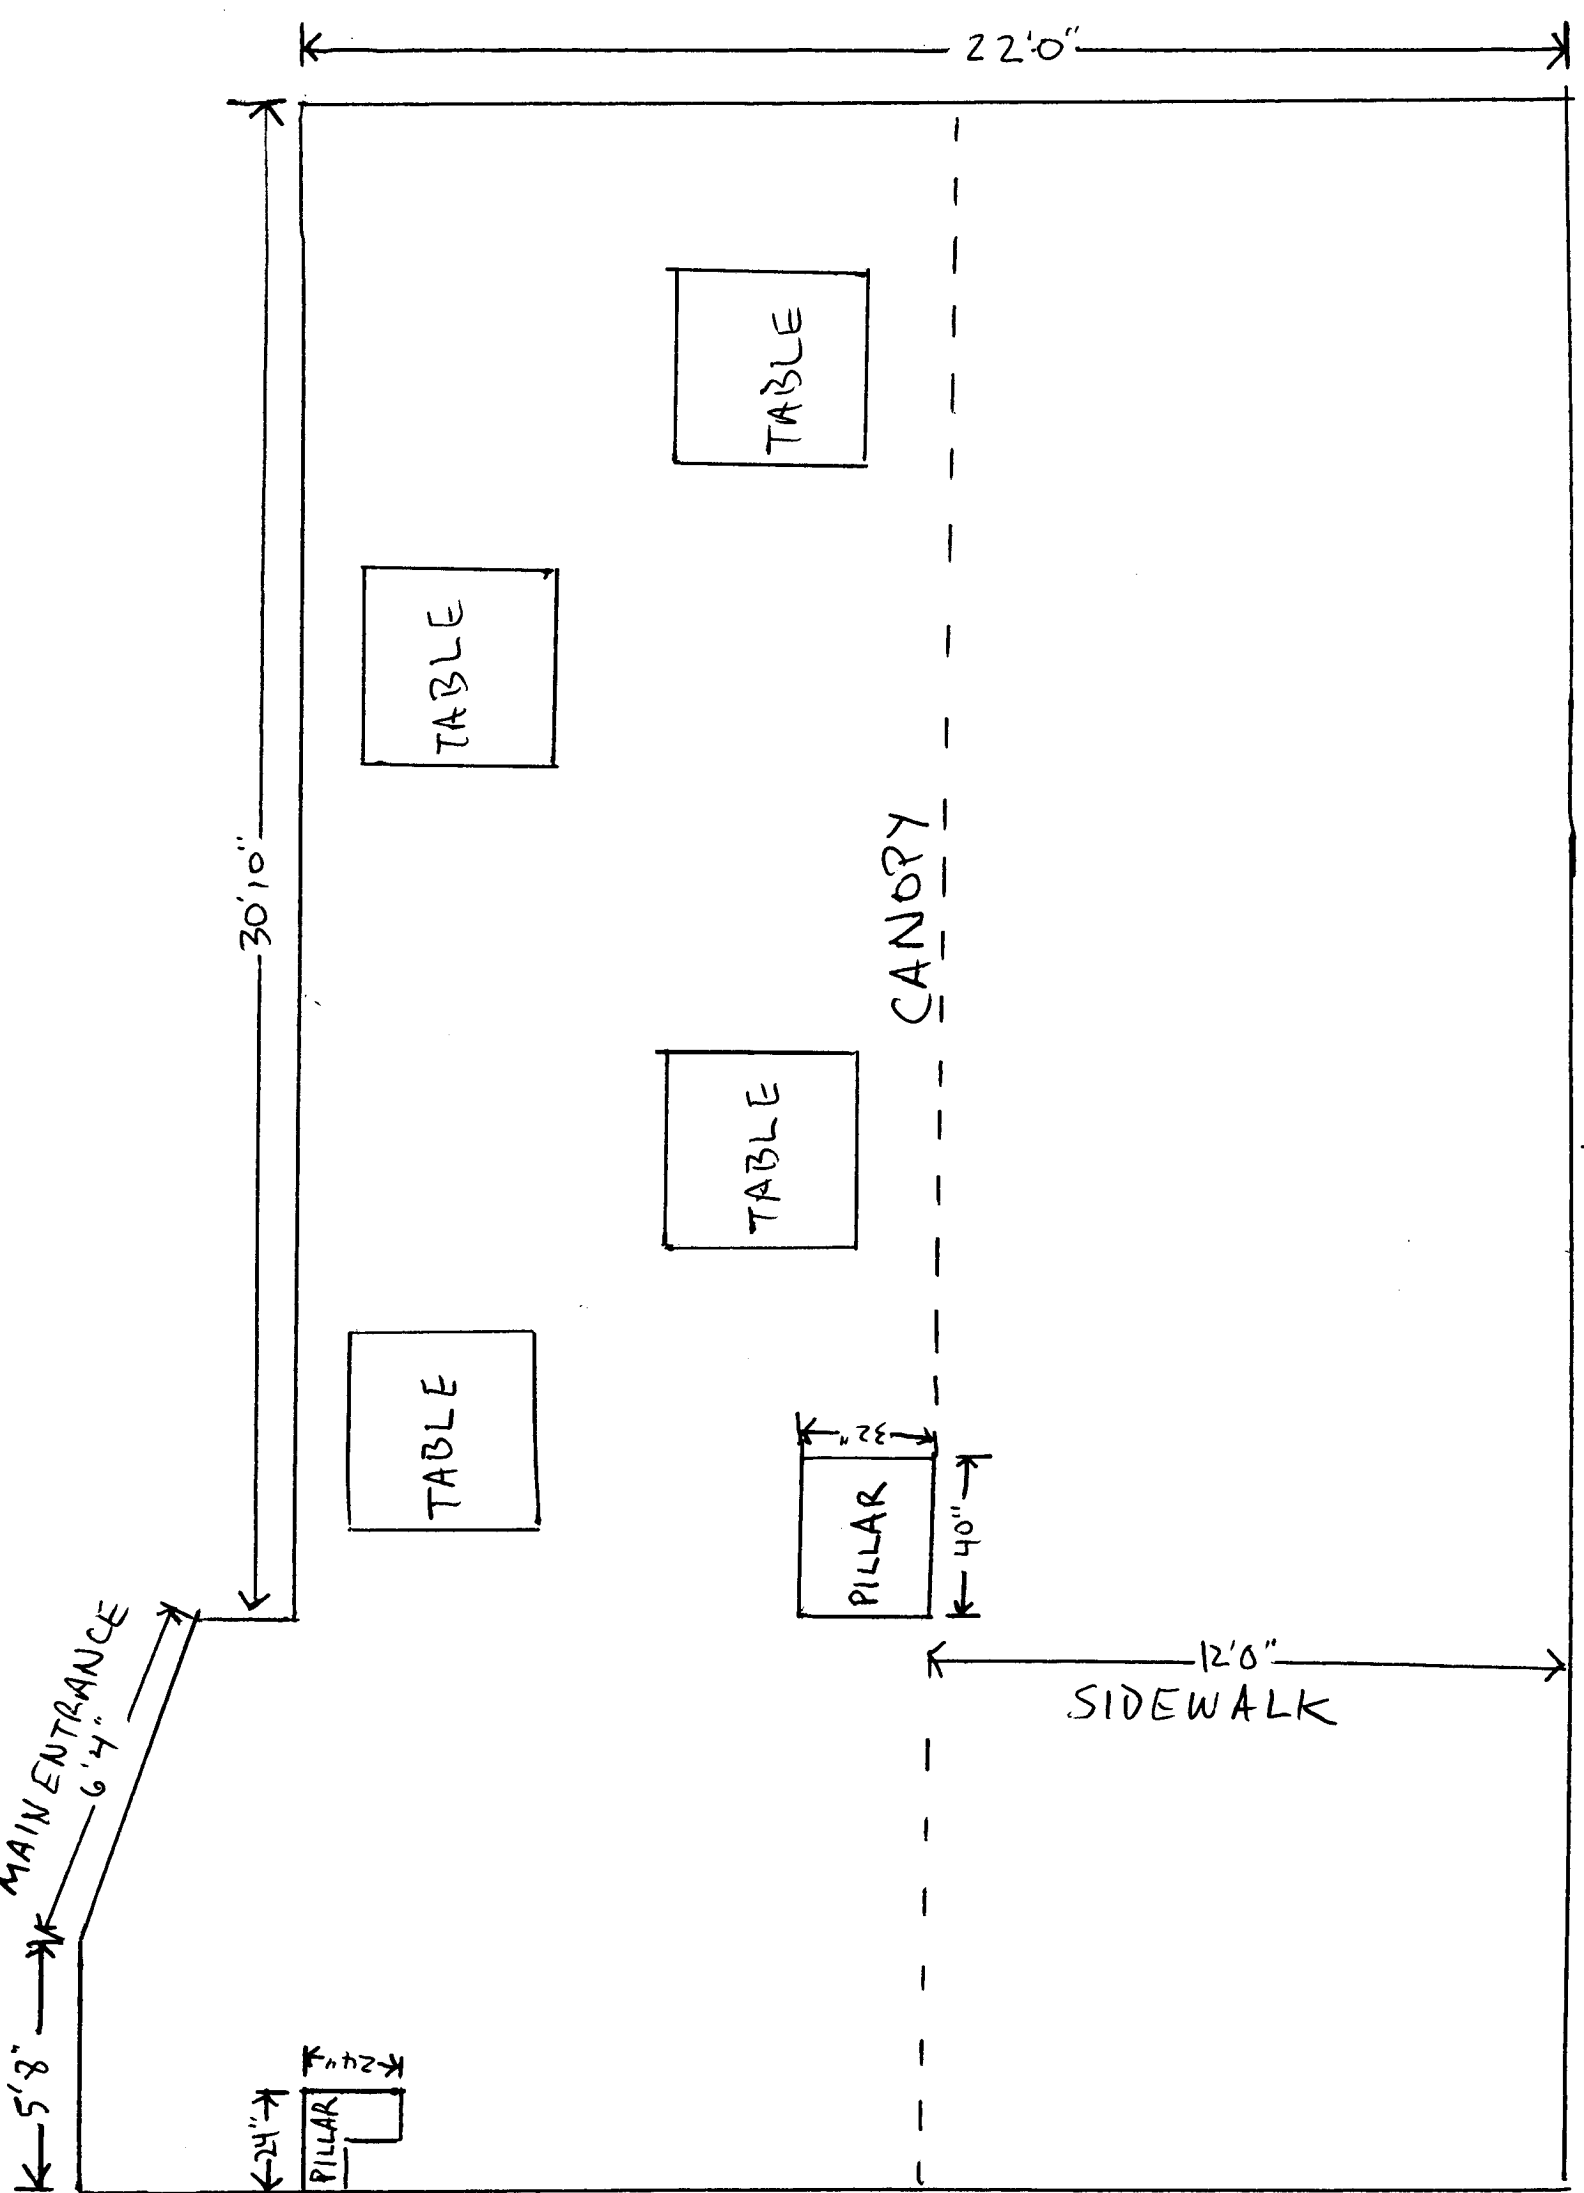 22'0"
30'10"
TABLE
TABLE
CANOPY
TABLE
TABLE
32"
PILLAR
40"
MAIN ENTRANCE
6'4"
12'0"
SIDEWALK
5'8"
24"
24"
PILLAR